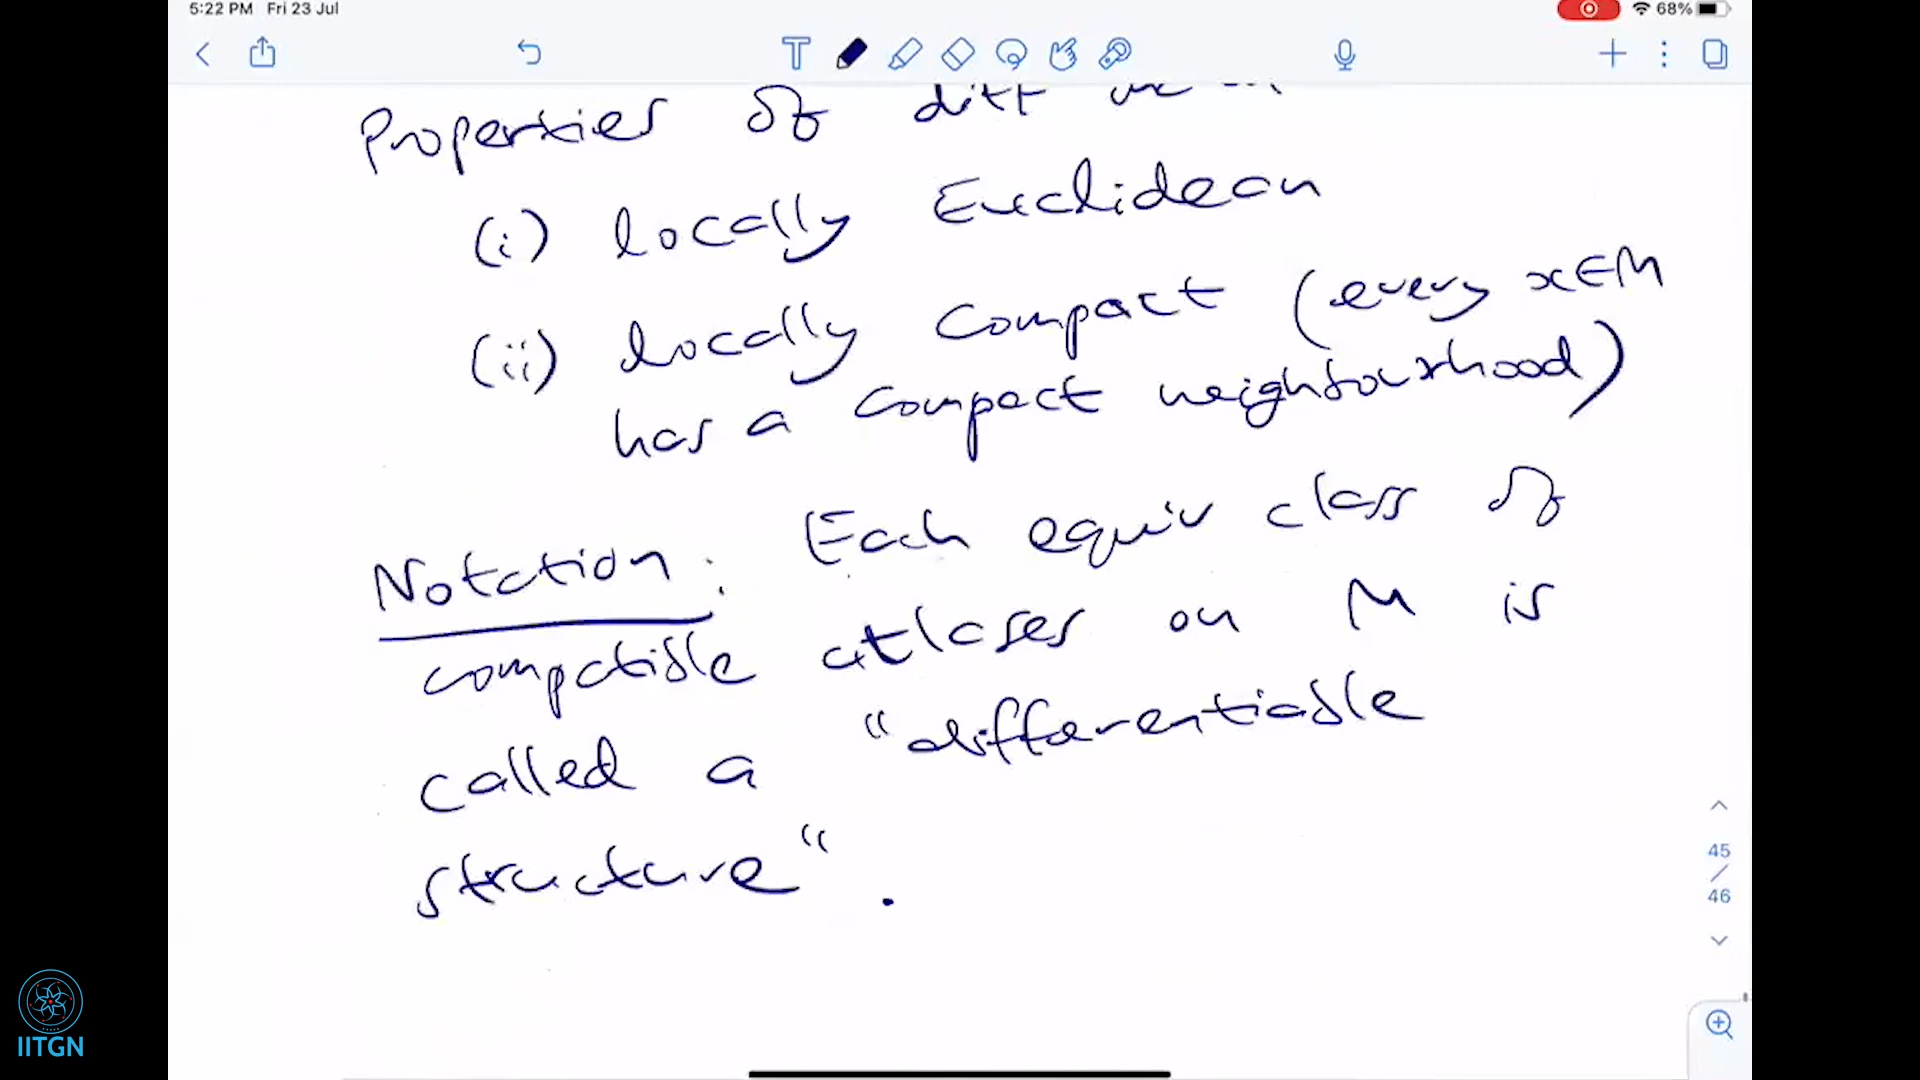 5:22 PM Fri 23 Jul
68%
Properties of diff
(i) locally Euclidean
(ii) locally compact (every x∈M
has a compact neighbourhood)
Notation: Each equiv class of
compatible atlases on M is
called a "differentiable
structure".
45
/
46
IITGN